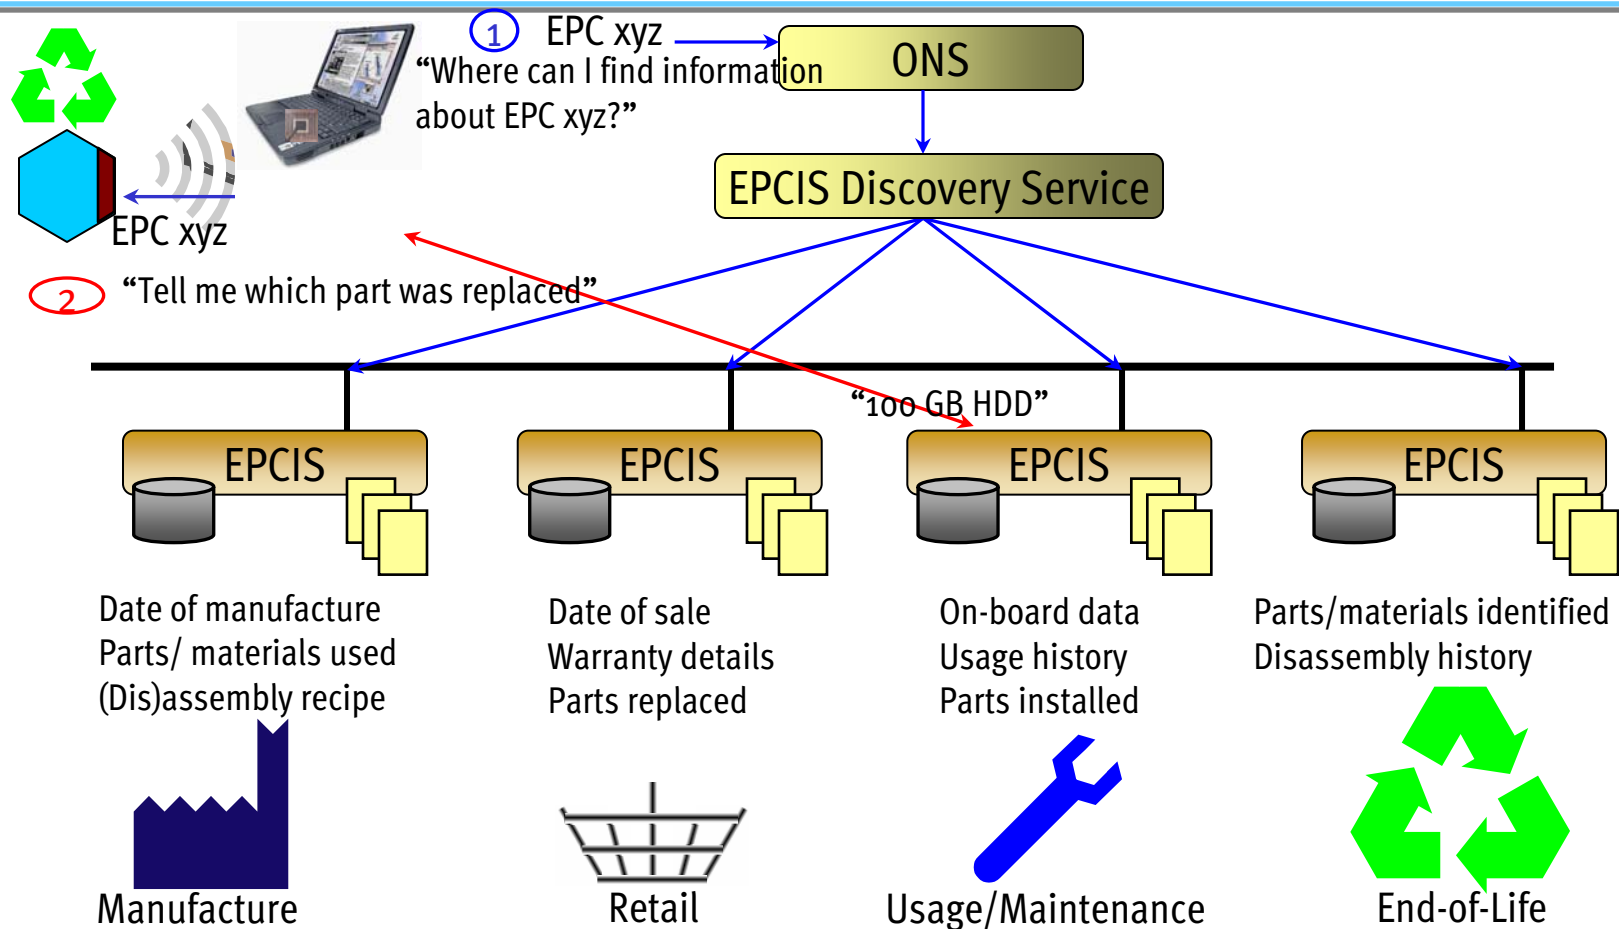 1 EPC xyz
ONS
“Where can I find information
about EPC xyz?”
EPCIS Discovery Service
EPC xyz
2 “Tell me which part was replaced”
“100 GB HDD”
EPCIS
EPCIS
EPCIS
EPCIS
Date of manufacture
Parts/ materials used
(Dis)assembly recipe
Date of sale
Warranty details
Parts replaced
On-board data
Usage history
Parts installed
Parts/materials identified
Disassembly history
Manufacture
Retail
Usage/Maintenance
End-of-Life